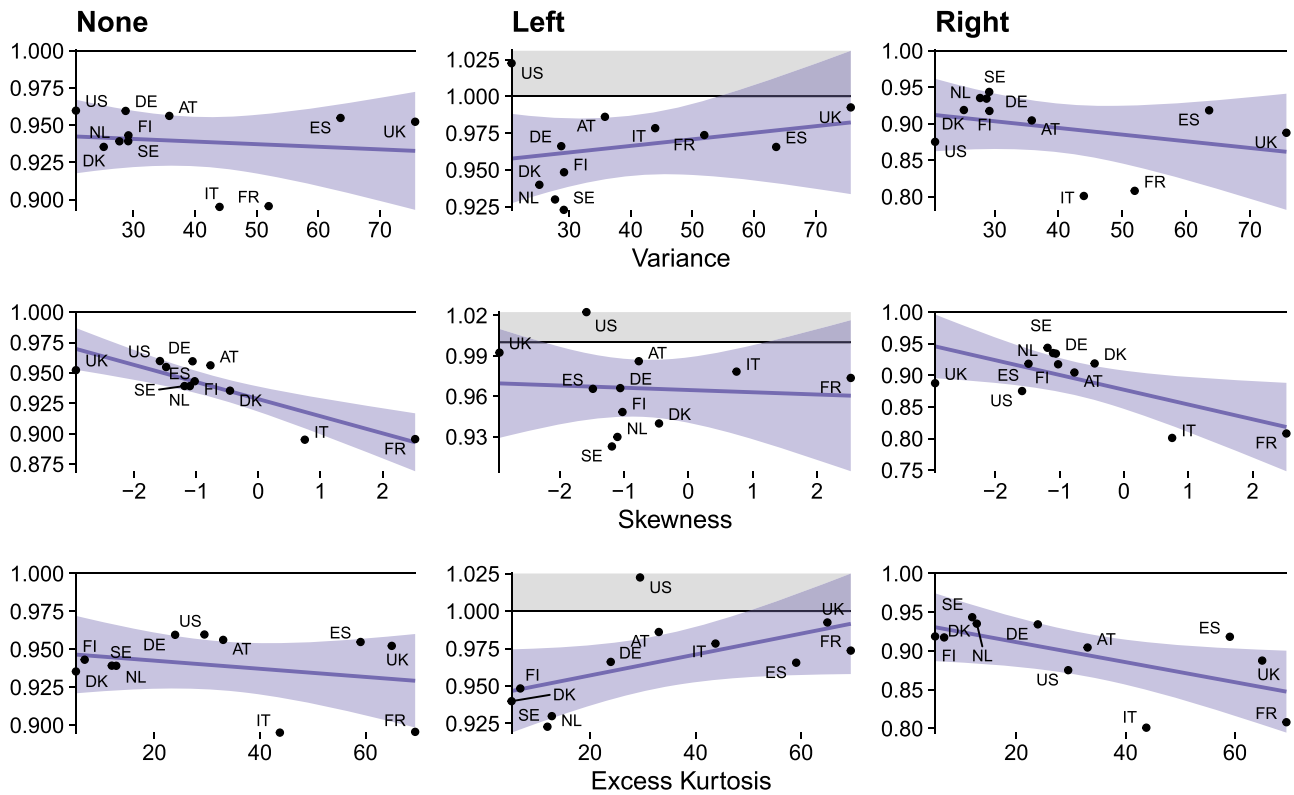 None Left Right
1.000
0.975
0.950
0.925
0.900
US DE AT
NL FI
DK SE
IT FR
ES UK
30 40 50 60 70
1.025
1.000
0.975
0.950
0.925
US
AT
DE
IT
FR
UK
ES
DK FI
NL SE
30 40 50 60 70
1.00
0.95
0.90
0.85
0.80
SE
NL DE
DK FI AT
US
IT FR
ES
UK
30 40 50 60 70
Variance
1.000
0.975
0.950
0.925
0.900
0.875
UK
US DE AT
ES
SE FI
NL DK
IT
FR
−2 −1 0 1 2
1.02
0.99
0.96
0.93
US
UK
AT
IT
ES DE
FR
FI DK
NL
SE
−2 −1 0 1 2
1.00
0.95
0.90
0.85
0.80
0.75
SE
NL DE DK
UK ES FI AT
US
IT
FR
−2 −1 0 1 2
Skewness
1.000
0.975
0.950
0.925
0.900
FI SE
DK NL
DE US AT
ES
UK
IT
FR
20 40 60
1.025
1.000
0.975
0.950
0.925
US
UK
AT
DE IT
FR
ES
FI
DK
SE NL
20 40 60
1.00
0.95
0.90
0.85
0.80
SE
DK DE
FI NL
AT
ES
US
UK
IT
FR
20 40 60
Excess Kurtosis